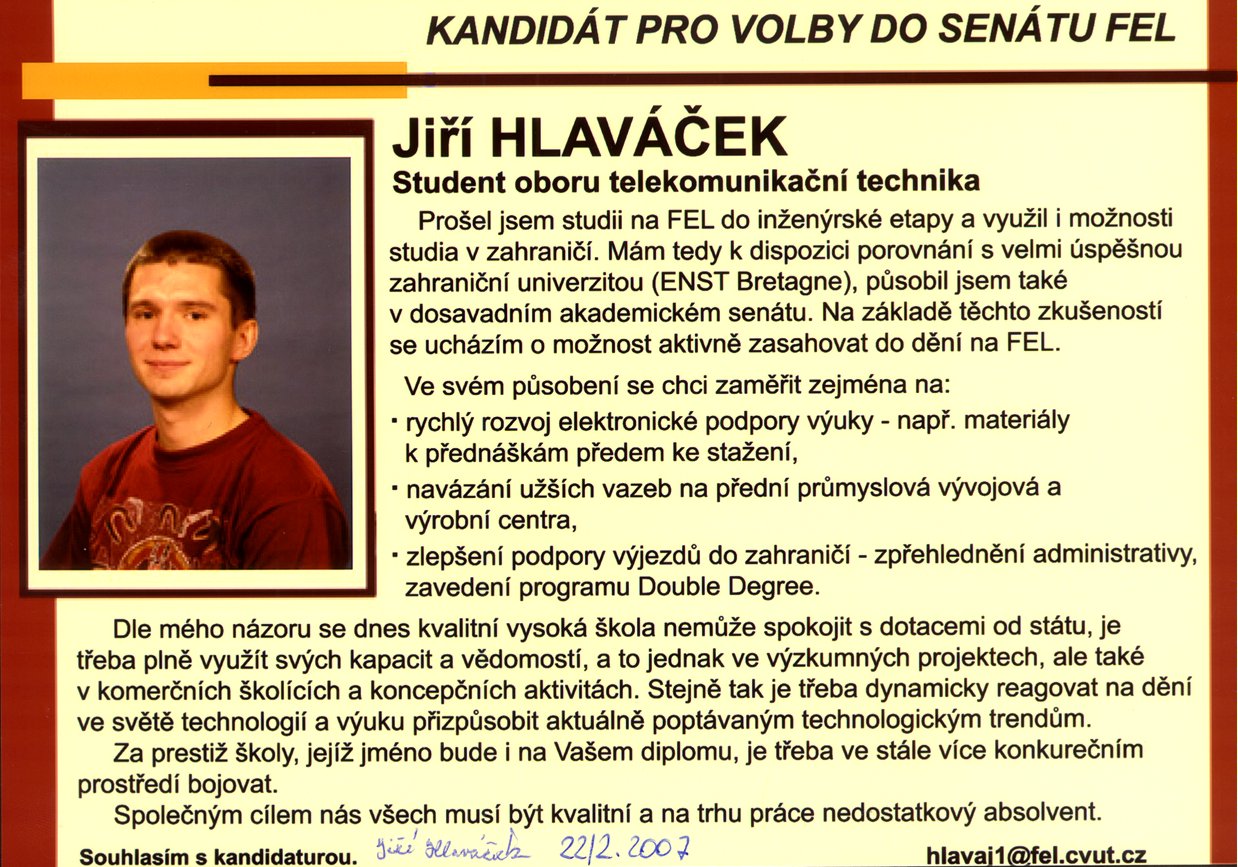 KANDIDÁT PRO VOLBY DO SENÁTU FEL
Jiří HLAVÁČEK
Student oboru telekomunikační technika
Prošel jsem studii na FEL do inženýrské etapy a využil i možnosti
studia v zahraničí. Mám tedy k dispozici porovnání s velmi úspěšnou
zahraniční univerzitou (ENST Bretagne), působil jsem také
v dosavadním akademickém senátu. Na základě těchto zkušeností
se ucházím o možnost aktivně zasahovat do dění na FEL.
Ve svém působení se chci zaměřit zejména na:
· rychlý rozvoj elektronické podpory výuky - např. materiály
k přednáškám předem ke stažení,
· navázání užších vazeb na přední průmyslová vývojová a
výrobní centra,
· zlepšení podpory výjezdů do zahraničí - zpřehlednění administrativy,
zavedení programu Double Degree.
Dle mého názoru se dnes kvalitní vysoká škola nemůže spokojit s dotacemi od státu, je
třeba plně využít svých kapacit a vědomostí, a to jednak ve výzkumných projektech, ale také
v komerčních školících a koncepčních aktivitách. Stejně tak je třeba dynamicky reagovat na dění
ve světě technologií a výuku přizpůsobit aktuálně poptávaným technologickým trendům.
Za prestiž školy, jejíž jméno bude i na Vašem diplomu, je třeba ve stále více konkurečním
prostředí bojovat.
Společným cílem nás všech musí být kvalitní a na trhu práce nedostatkový absolvent.
Souhlasím s kandidaturou. Jiří Hlaváček 22/2. 2007 hlavaj1@fel.cvut.cz